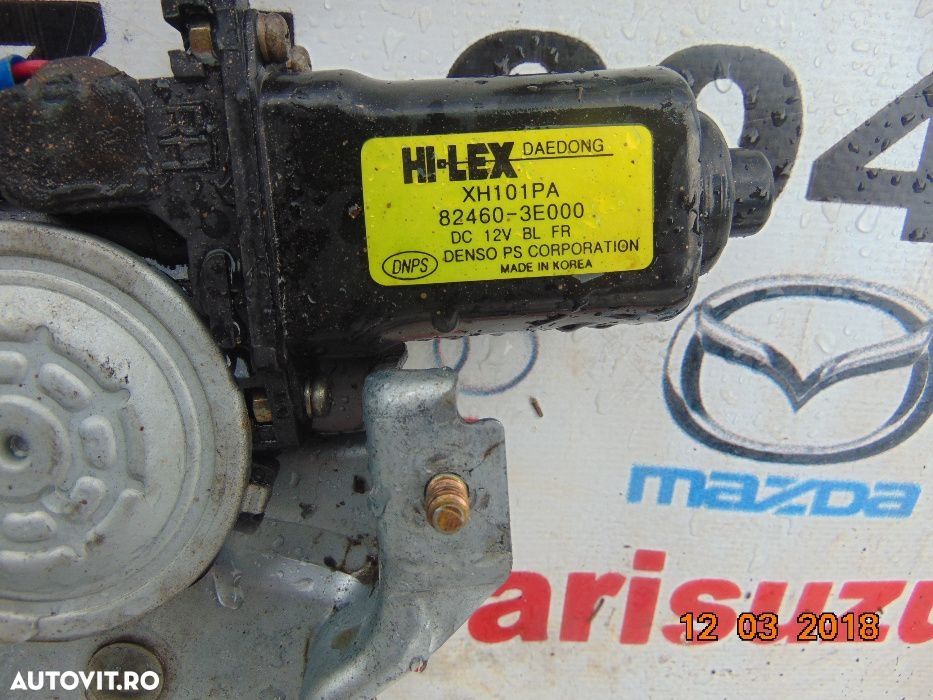 04
HI-LEX DAEDONG
XH101PA
82460-3E000
DC 12V BL FR
DNPS DENSO PS CORPORATION
MADE IN KOREA
mazda
arisuzu
12 03 2018
AUTOVIT.RO